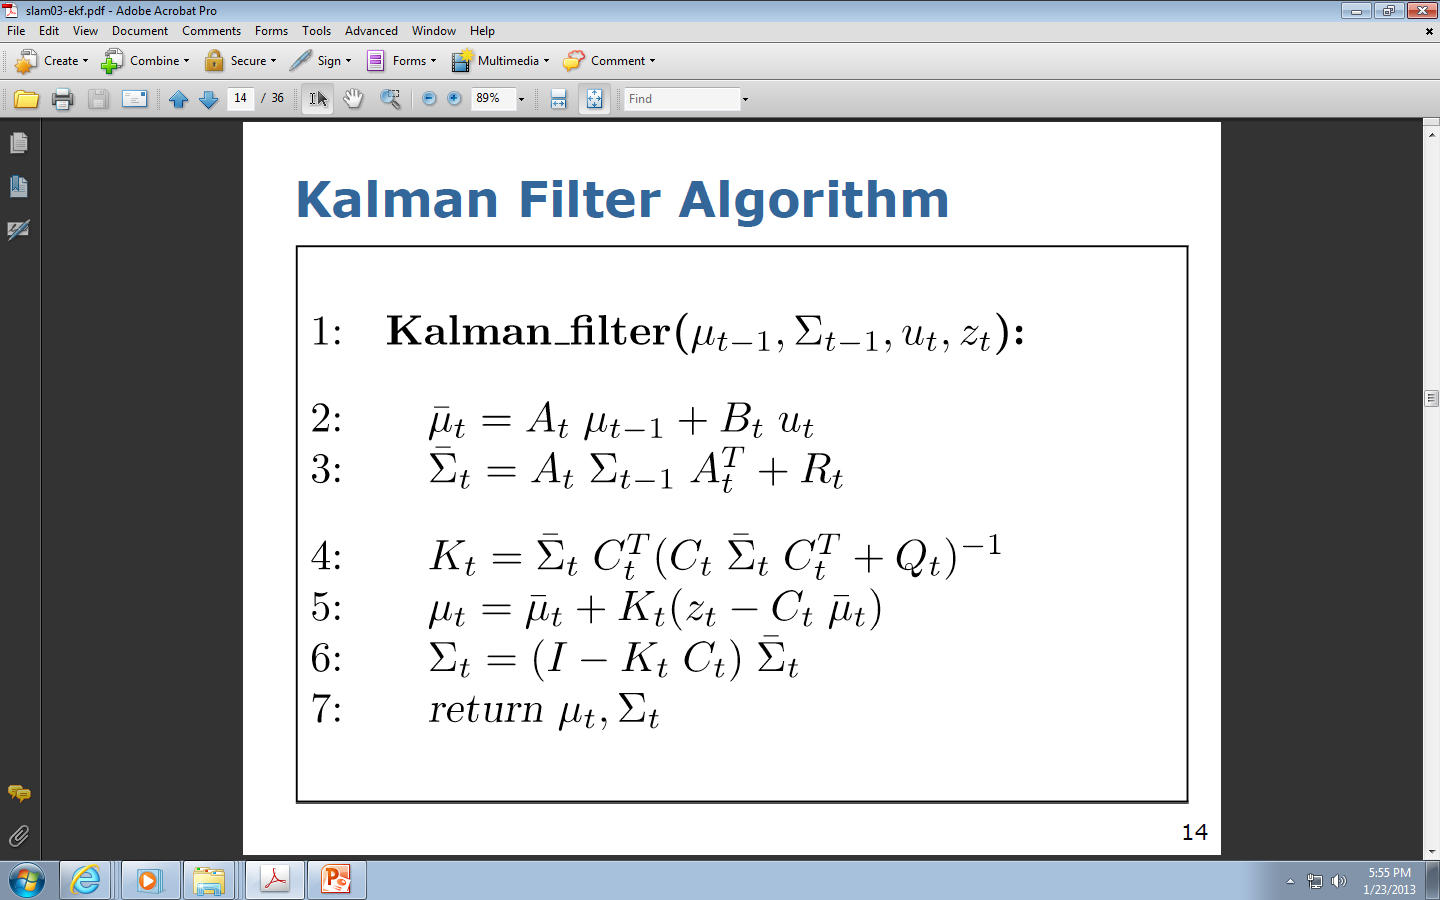 slam03-ekf.pdf - Adobe Acrobat Pro
File Edit View Document Comments Forms Tools Advanced Window Help
Create Combine Secure Sign Forms Multimedia Comment
14 / 36 89% Find
Kalman Filter Algorithm
1: Kalman_filter(μ_{t−1}, Σ_{t−1}, u_t, z_t):
2: μ̄_t = A_t μ_{t−1} + B_t u_t
3: Σ̄_t = A_t Σ_{t−1} A_t^T + R_t
4: K_t = Σ̄_t C_t^T (C_t Σ̄_t C_t^T + Q_t)^{−1}
5: μ_t = μ̄_t + K_t(z_t − C_t μ̄_t)
6: Σ_t = (I − K_t C_t) Σ̄_t
7: return μ_t, Σ_t
14
5:55 PM
1/23/2013